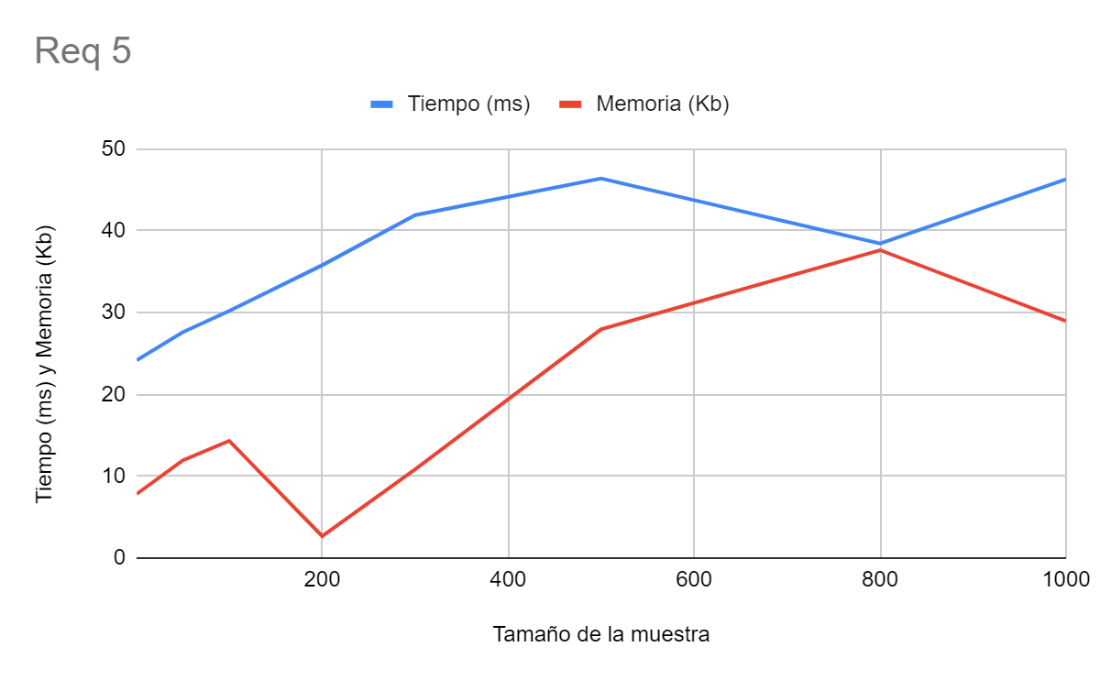 Req 5
Tiempo (ms) Memoria (Kb)
50
40
30
20
10
0
Tiempo (ms) y Memoria (Kb)
200 400 600 800 1000
Tamaño de la muestra